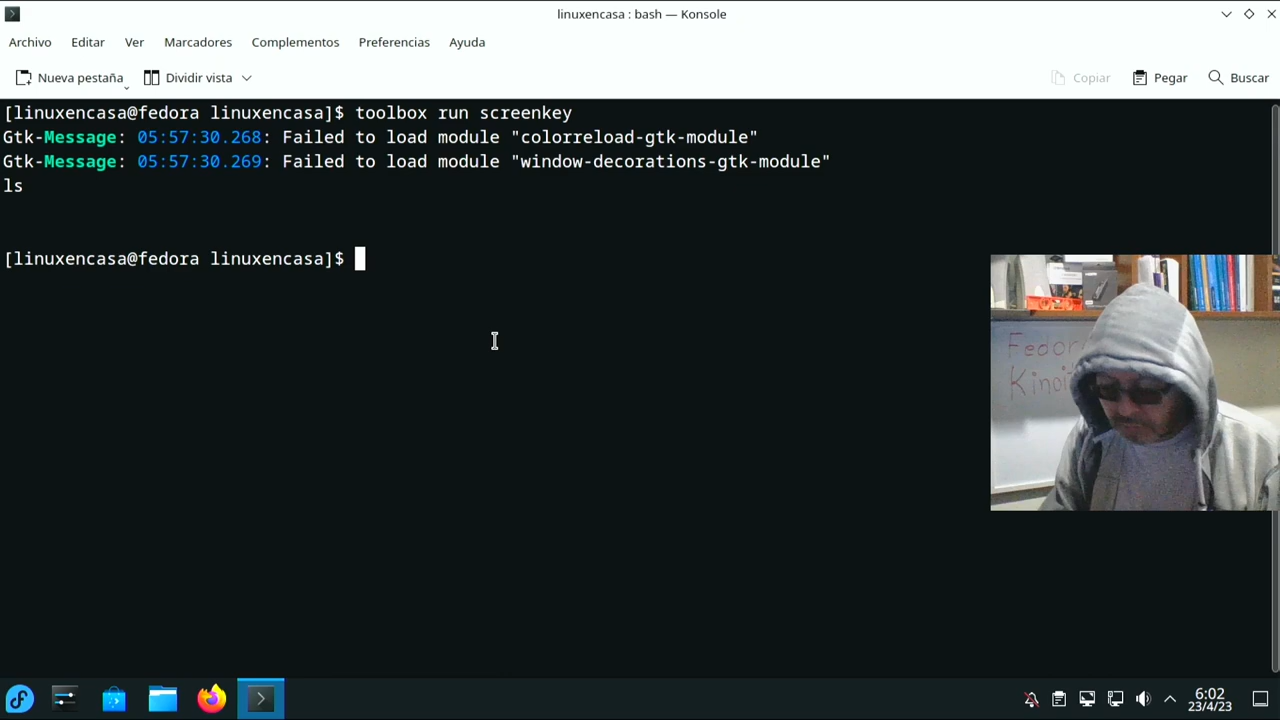 linuxencasa : bash — Konsole
Archivo Editar Ver Marcadores Complementos Preferencias Ayuda
Nueva pestaña Dividir vista Copiar Pegar Buscar
[linuxencasa@fedora linuxencasa]$ toolbox run screenkey
Gtk-Message: 05:57:30.268: Failed to load module "colorreload-gtk-module"
Gtk-Message: 05:57:30.269: Failed to load module "window-decorations-gtk-module"
ls
[linuxencasa@fedora linuxencasa]$
Fedor
Kinoit
6:02
23/4/23